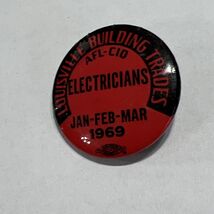 LOUISVILLE BUILDING TRADES
AFL-CIO
ELECTRICIANS
JAN-FEB-MAR
1969